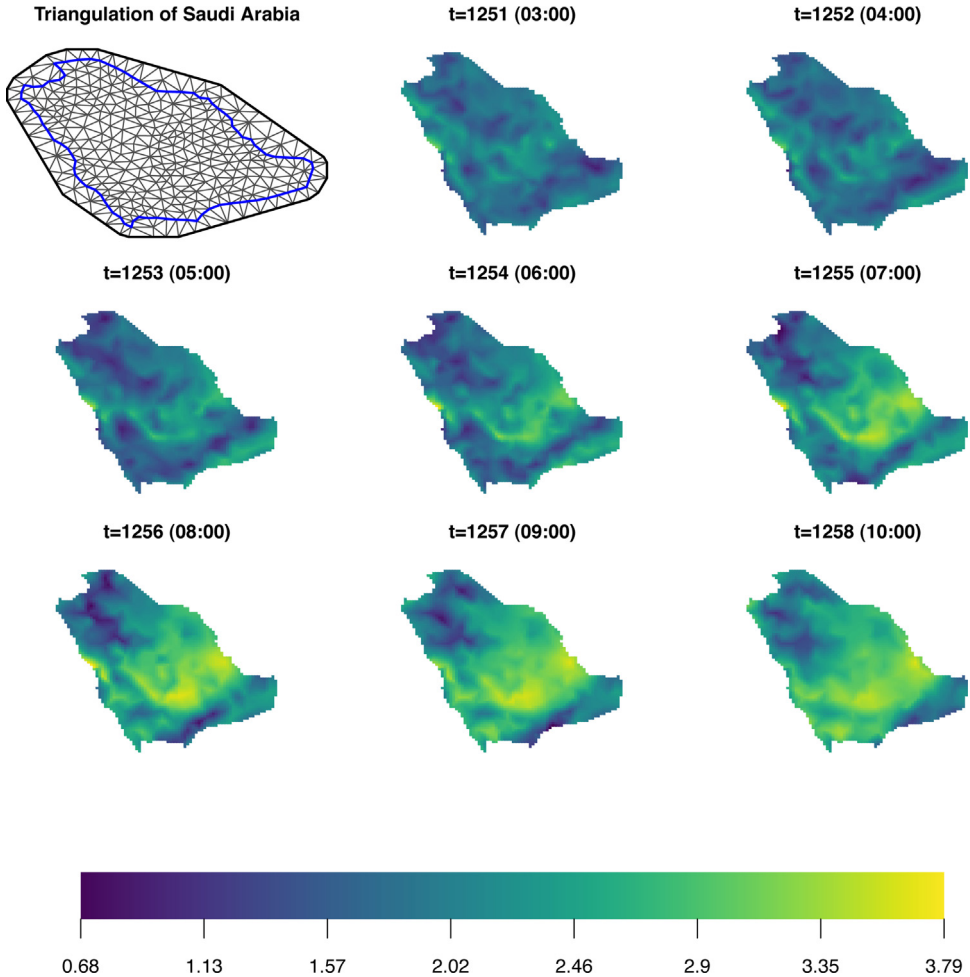 Triangulation of Saudi Arabia
t=1251 (03:00)
t=1252 (04:00)
t=1253 (05:00)
t=1254 (06:00)
t=1255 (07:00)
t=1256 (08:00)
t=1257 (09:00)
t=1258 (10:00)
0.68 1.13 1.57 2.02 2.46 2.9 3.35 3.79